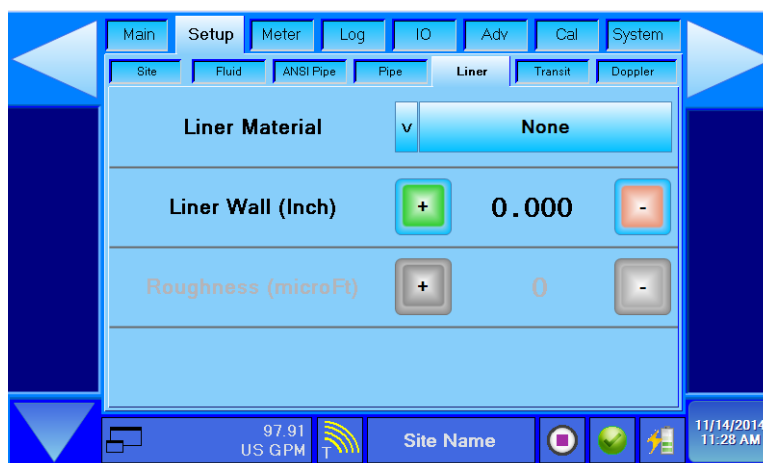 Main Setup Meter Log IO Adv Cal System
Site Fluid ANSI Pipe Pipe Liner Transit Doppler
Liner Material v None
Liner Wall (Inch) + 0.000 -
Roughness (microFt) + 0 -
97.91
US GPM T Site Name
11/14/2014
11:28 AM